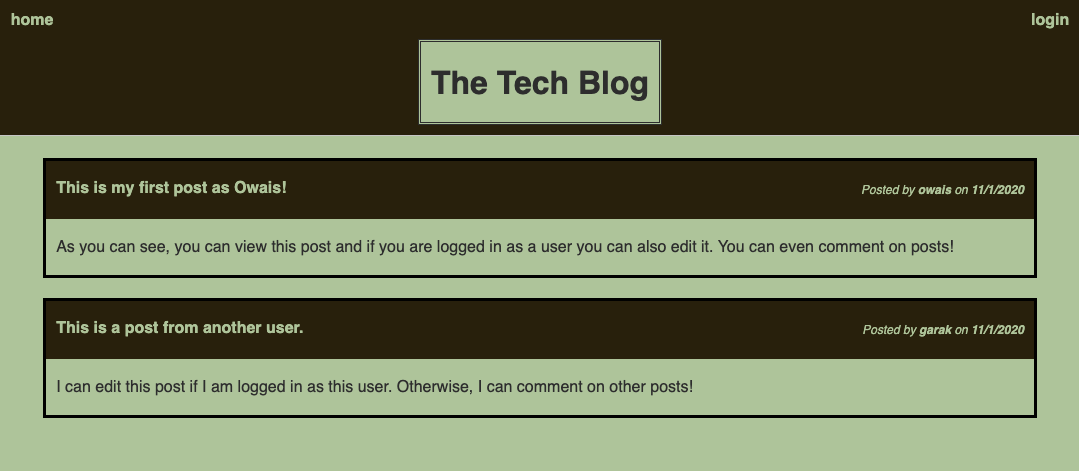 home
login
The Tech Blog
This is my first post as Owais!
Posted by owais on 11/1/2020
As you can see, you can view this post and if you are logged in as a user you can also edit it. You can even comment on posts!
This is a post from another user.
Posted by garak on 11/1/2020
I can edit this post if I am logged in as this user. Otherwise, I can comment on other posts!